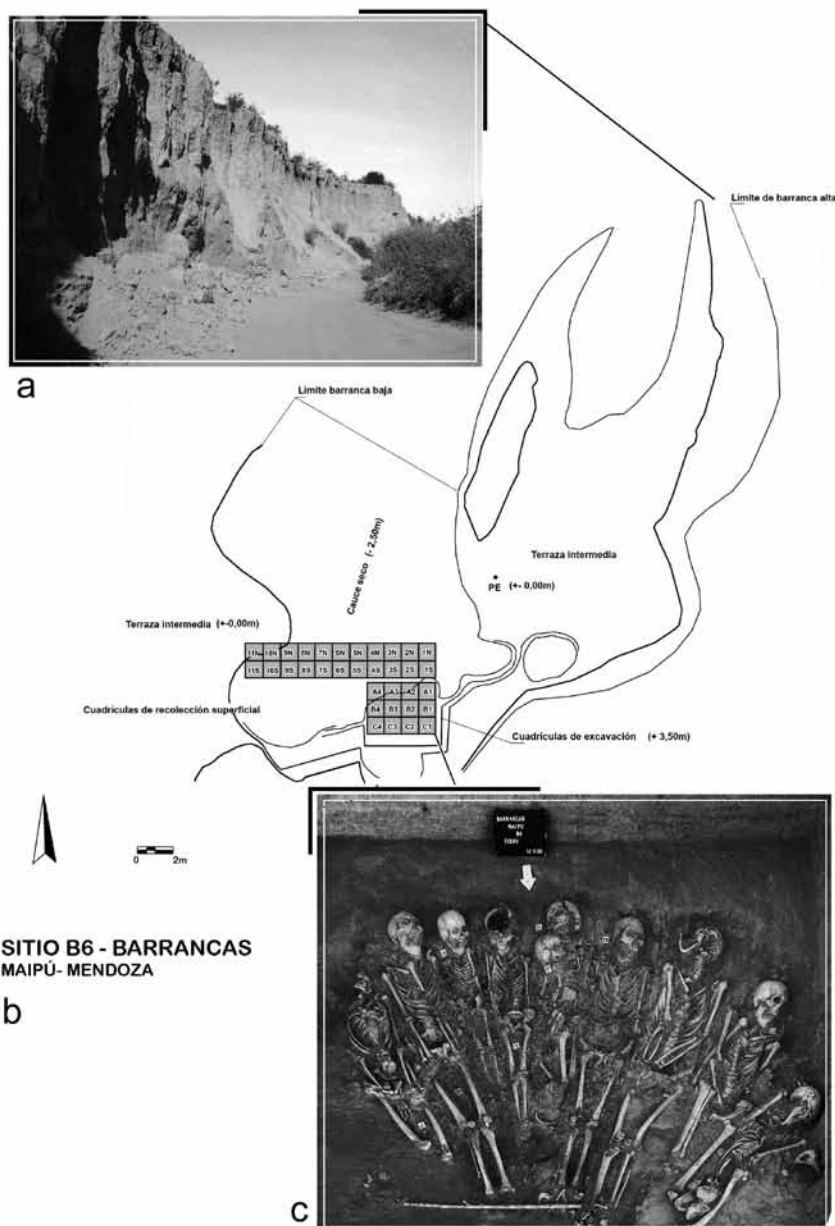 a
Limite de barranca alta
Limite barranca baja
Cauce seco (- 2,50m)
Terraza intermedia
PE (+- 0,00m)
Terraza intermedia (+-0,00m)
11N 10N 9N 8N 7N 6N 5N 4N 3N 2N 1N
11S 10S 9S 8S 7S 6S 5S 4S 3S 2S 1S
A4 A3 A2 A1
Cuadrículas de recolección superficial
B4 B3 B2 B1
C4 C3 C2 C1
Cuadrículas de excavación (+ 3,50m)
0 2m
BARRANCAS
MAIPÚ
B6
SITIO B6 - BARRANCAS
MAIPÚ- MENDOZA
b
c